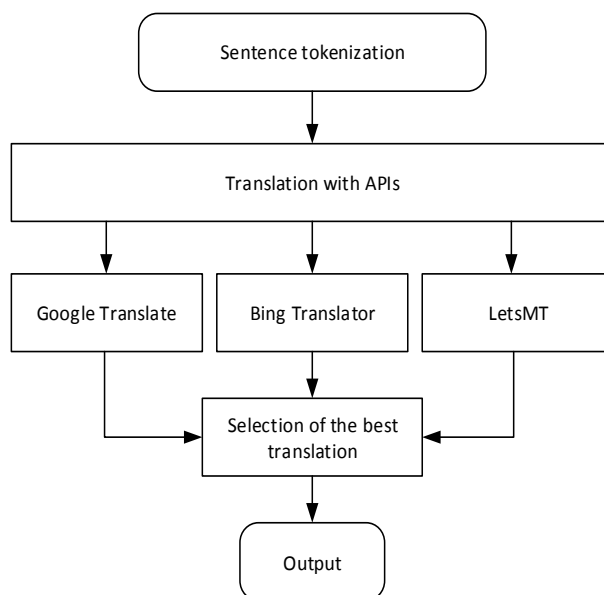 Sentence tokenization
Translation with APIs
Google Translate
Bing Translator
LetsMT
Selection of the best
translation
Output